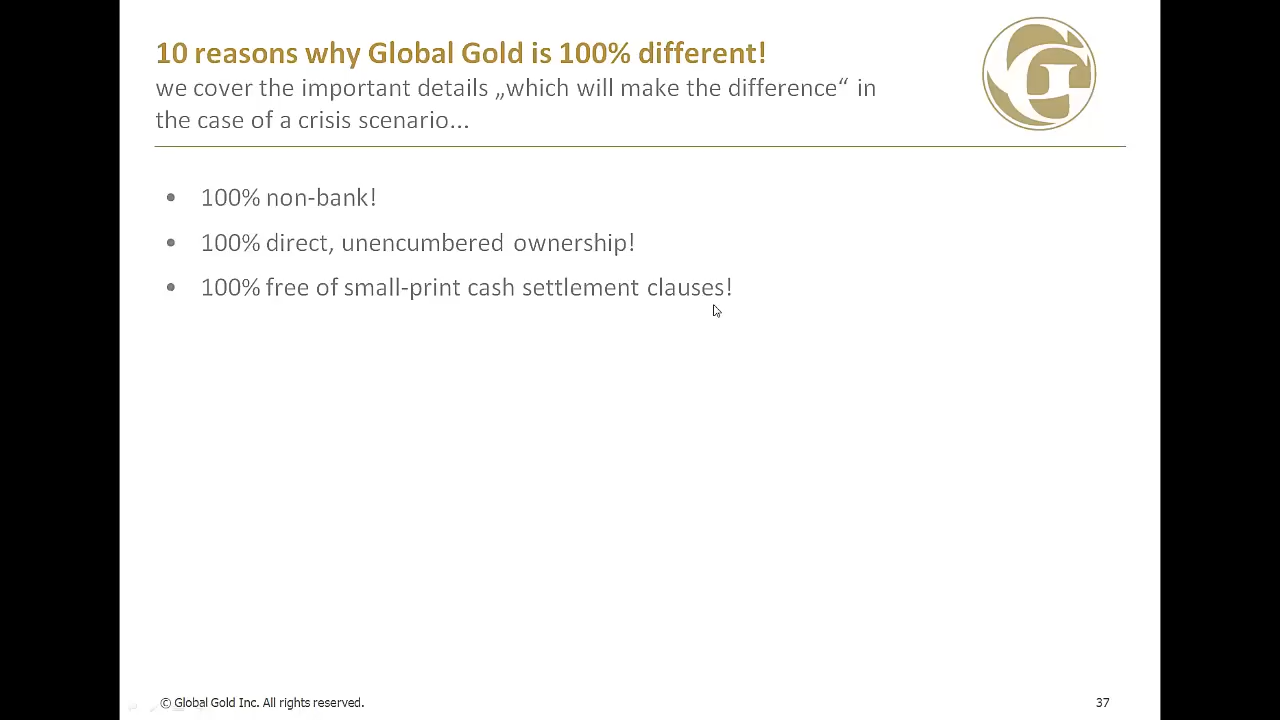 10 reasons why Global Gold is 100% different!
we cover the important details „which will make the difference“ in
the case of a crisis scenario...
• 100% non-bank!
• 100% direct, unencumbered ownership!
• 100% free of small-print cash settlement clauses!
© Global Gold Inc. All rights reserved.
37